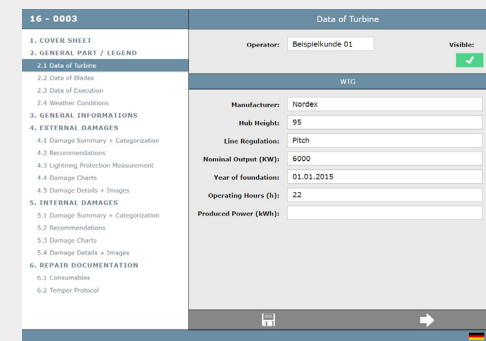 16 - 0003
Data of Turbine
1. COVER SHEET
2. GENERAL PART / LEGEND
2.1 Data of Turbine
2.2 Data of Blades
2.3 Data of Execution
2.4 Weather Conditions
3. GENERAL INFORMATIONS
4. EXTERNAL DAMAGES
4.1 Damage Summary + Categorization
4.2 Recommendations
4.3 Lightning Protection Measurement
4.4 Damage Charts
4.5 Damage Details + Images
5. INTERNAL DAMAGES
5.1 Damage Summary + Categorization
5.2 Recommendations
5.3 Damage Charts
5.4 Damage Details + Images
6. REPAIR DOCUMENTATION
6.1 Consumables
6.2 Temper Protocol
Operator: Beispielkunde 01 Visible:
WTG
Manufacturer: Nordex
Hub Height: 95
Line Regulation: Pitch
Nominal Output (KW): 6000
Year of foundation: 01.01.2015
Operating Hours (h): 22
Produced Power (kWh):